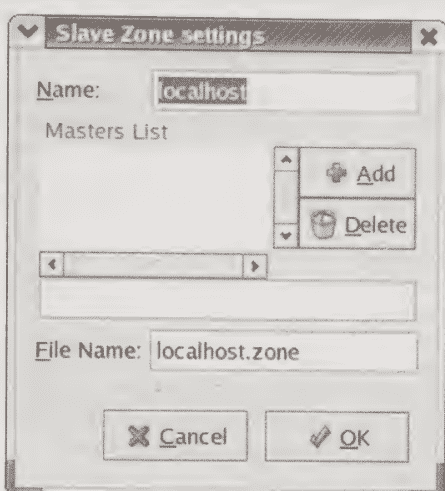 Slave Zone settings
Name: localhost
Masters List
Add
Delete
File Name: localhost.zone
Cancel
OK